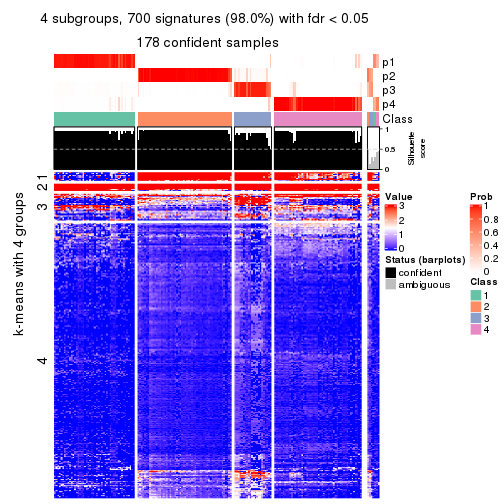 4 subgroups, 700 signatures (98.0%) with fdr < 0.05
178 confident samples
p1
p2
p3
p4
Class
1
0.5
0
Silhouette
score
k-means with 4 groups
1
2
3
4
Value
3
2
1
0
Status (barplots)
confident
ambiguous
Prob
1
0.8
0.6
0.4
0.2
0
Class
1
2
3
4